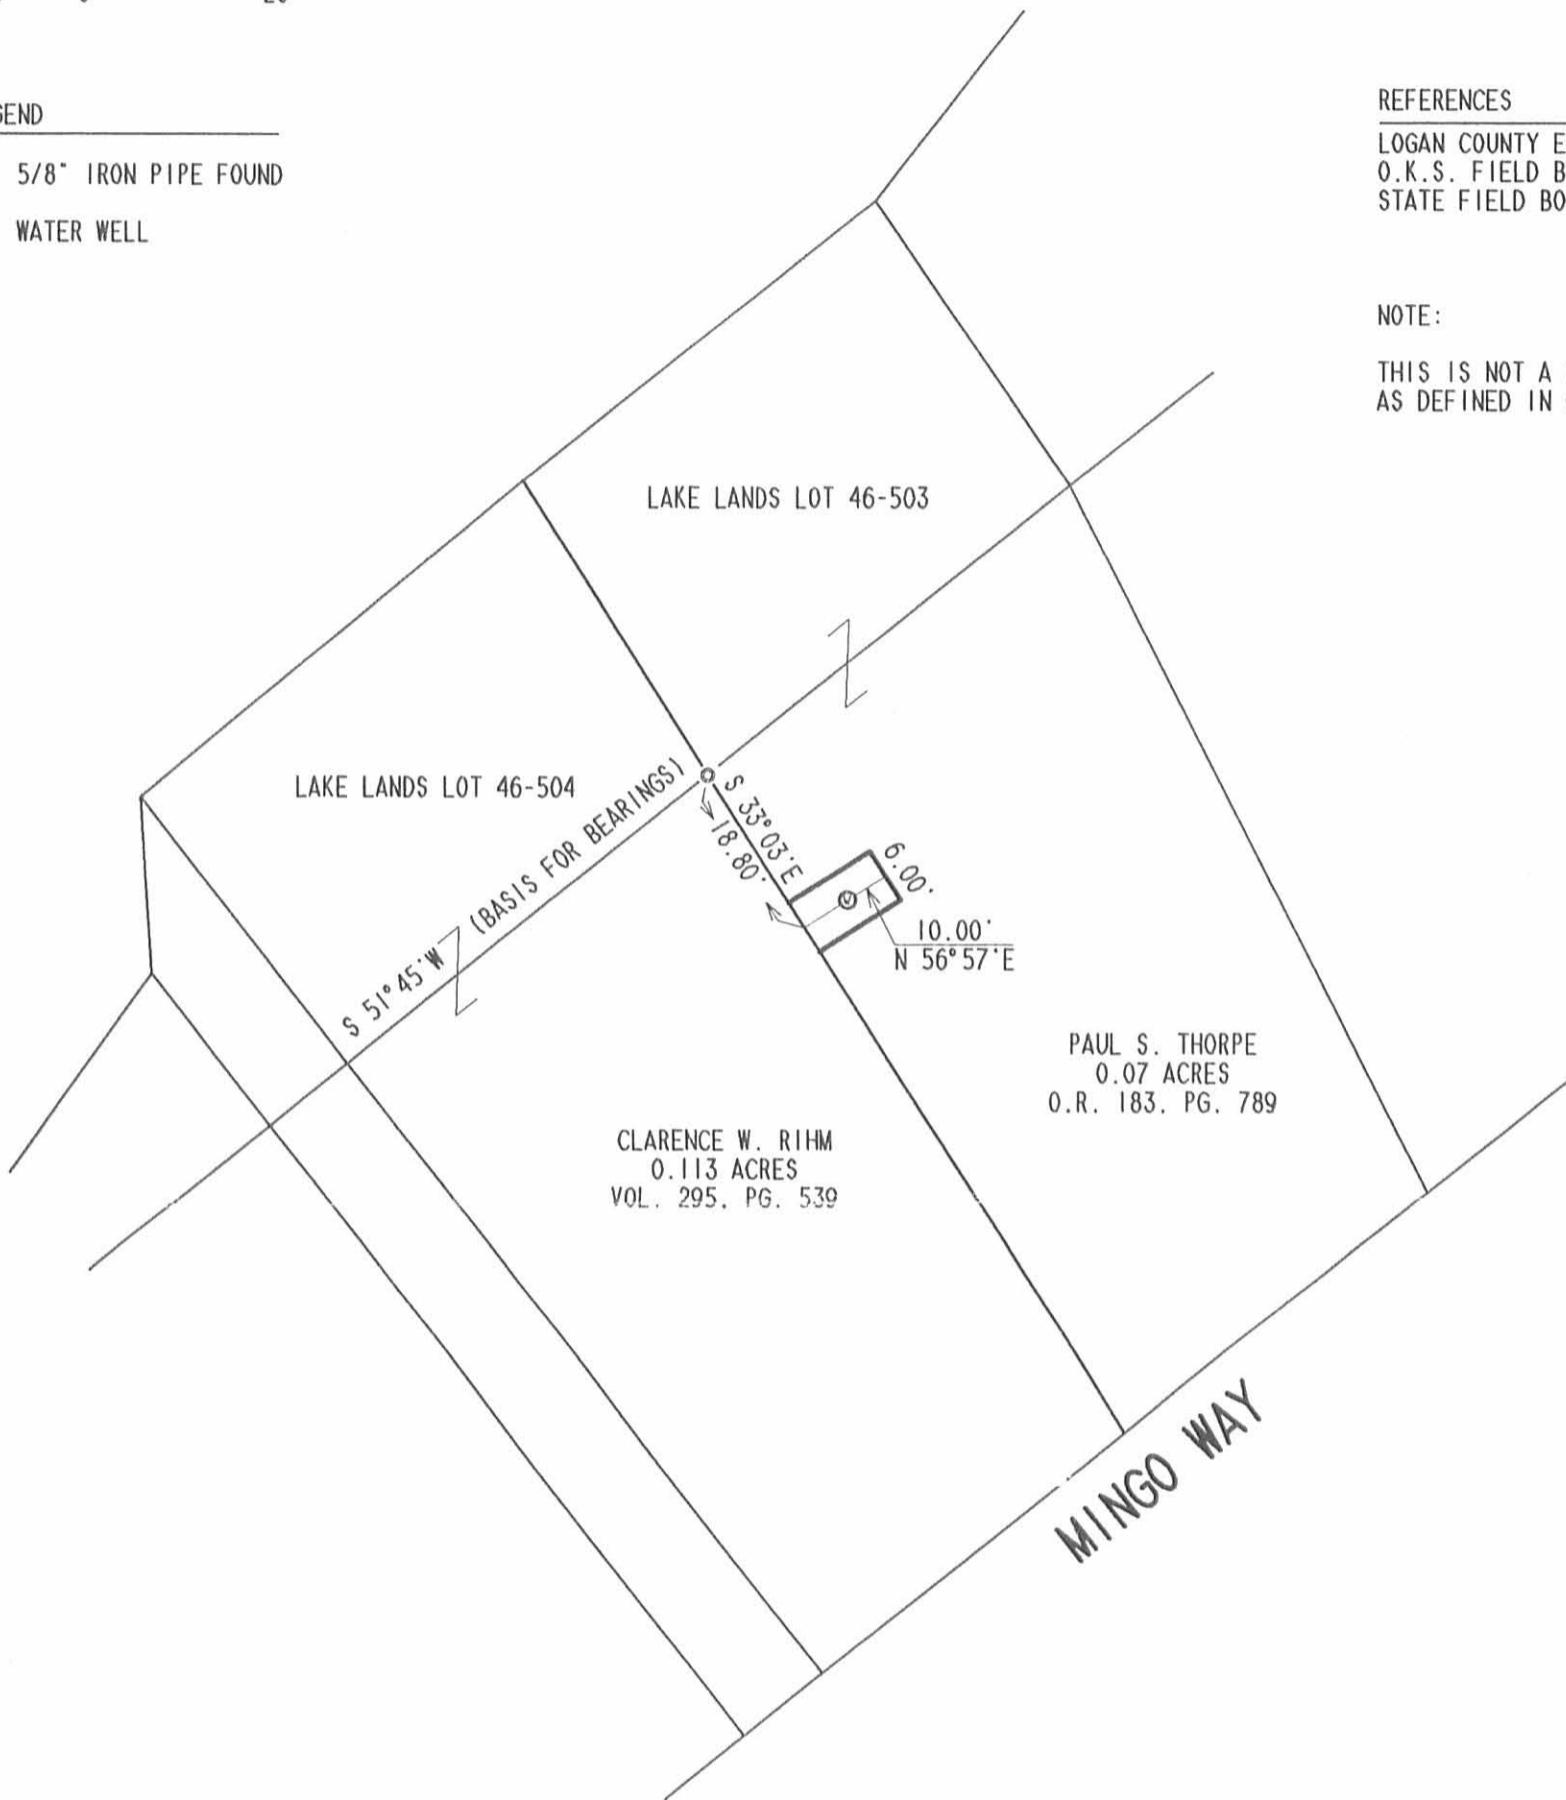 GEND
5/8" IRON PIPE FOUND
WATER WELL
REFERENCES
LOGAN COUNTY E
O.K.S. FIELD B
STATE FIELD BO
NOTE:
THIS IS NOT A
AS DEFINED IN
LAKE LANDS LOT 46-503
LAKE LANDS LOT 46-504
S 51°45'W (BASIS FOR BEARINGS)
S 33°03'E
18.80'
6.00'
10.00'
N 56°57'E
PAUL S. THORPE
0.07 ACRES
O.R. 183, PG. 789
CLARENCE W. RIHM
0.113 ACRES
VOL. 295, PG. 539
MINGO WAY